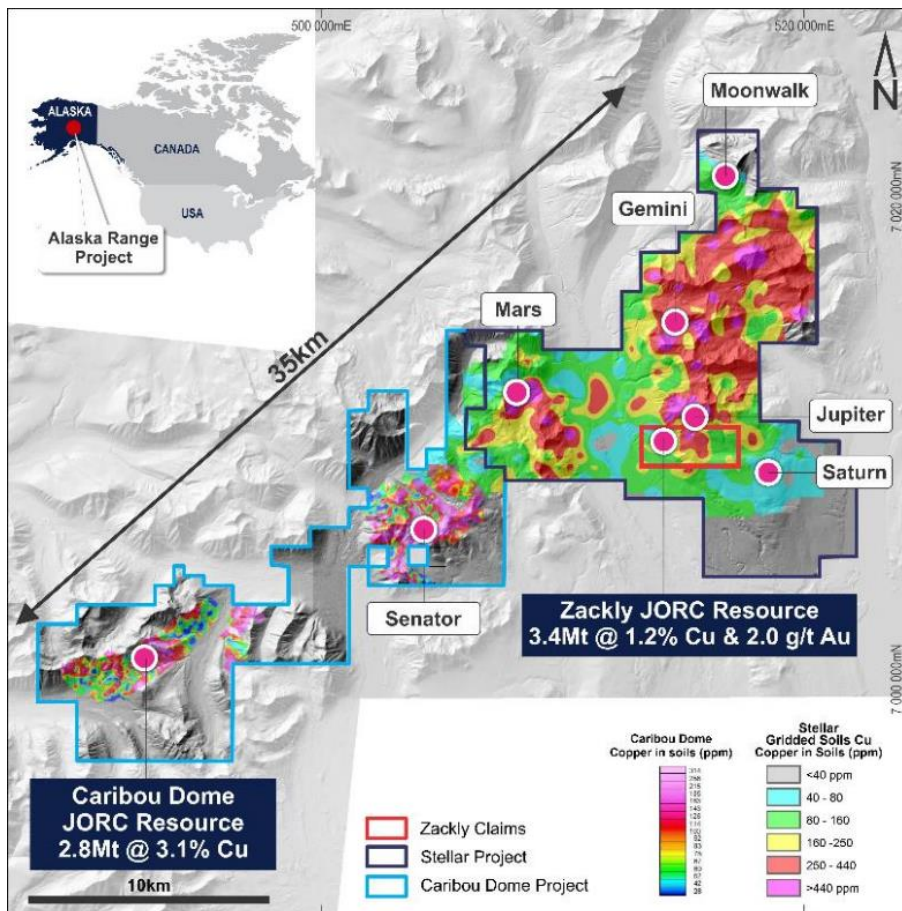 500 000mE
520 000mE
ALASKA
CANADA
USA
Alaska Range
Project
N
Moonwalk
7 020 000mN
Gemini
35km
Mars
Jupiter
Saturn
Senator
Zackly JORC Resource
3.4Mt @ 1.2% Cu & 2.0 g/t Au
7 000 000mN
Caribou Dome
JORC Resource
2.8Mt @ 3.1% Cu
10km
Zackly Claims
Stellar Project
Caribou Dome Project
Caribou Dome
Copper in soils (ppm)
Stellar
Gridded Soils Cu
Copper in Soils (ppm)
<40 ppm
40 - 80
80 - 160
160 -250
250 - 440
>440 ppm